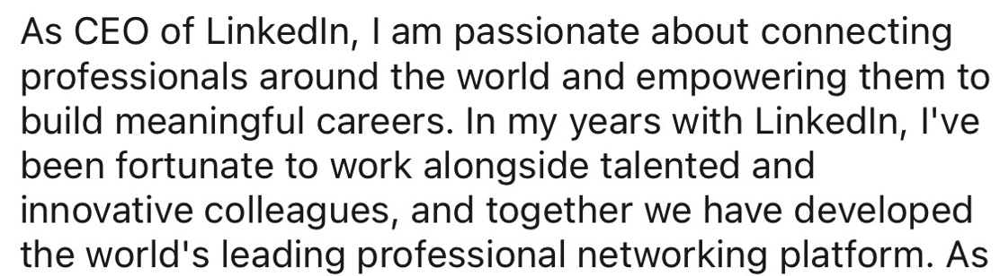 As CEO of LinkedIn, I am passionate about connecting
professionals around the world and empowering them to
build meaningful careers. In my years with LinkedIn, I've
been fortunate to work alongside talented and
innovative colleagues, and together we have developed
the world's leading professional networking platform. As